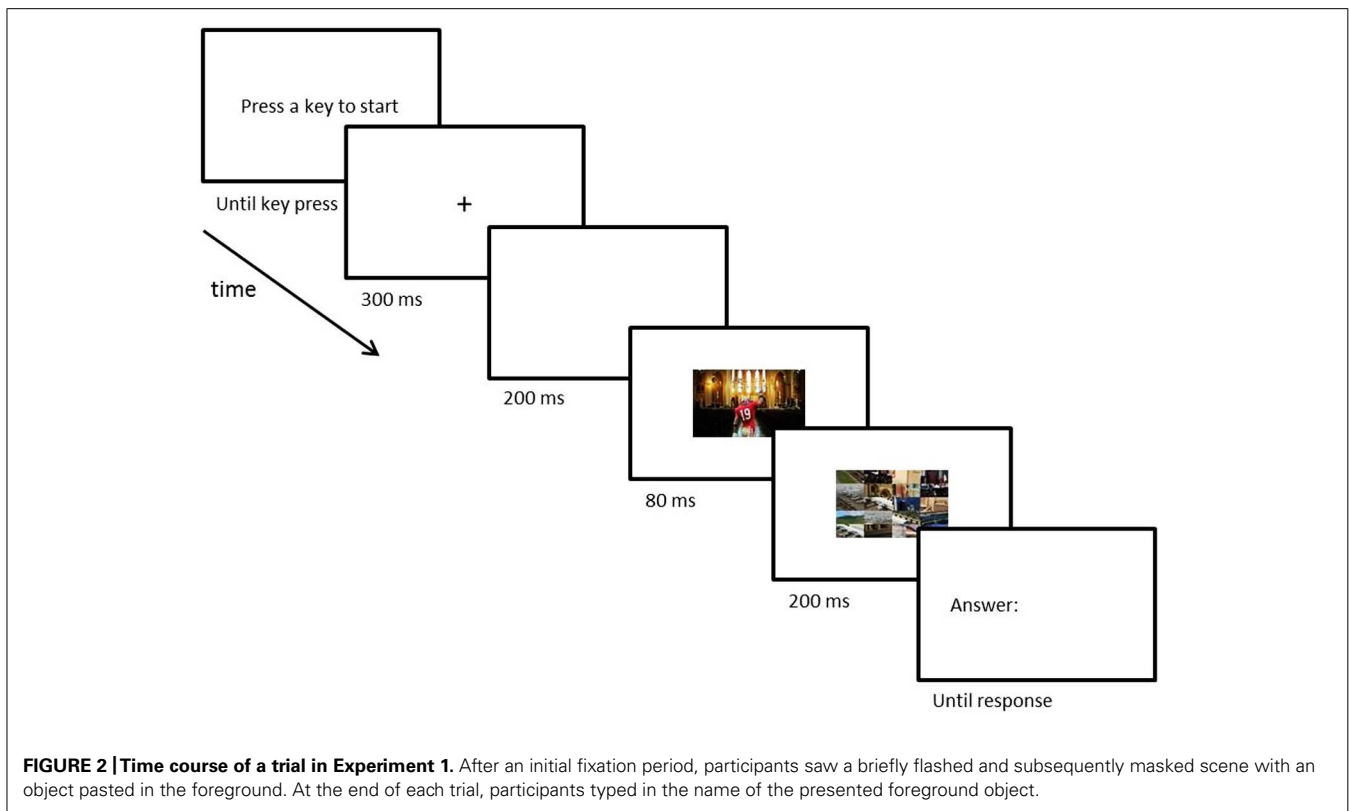 Press a key to start
Until key press
+
time
300 ms
200 ms
19
80 ms
200 ms
Answer:
Until response
FIGURE 2 | Time course of a trial in Experiment 1. After an initial fixation period, participants saw a briefly flashed and subsequently masked scene with an
object pasted in the foreground. At the end of each trial, participants typed in the name of the presented foreground object.